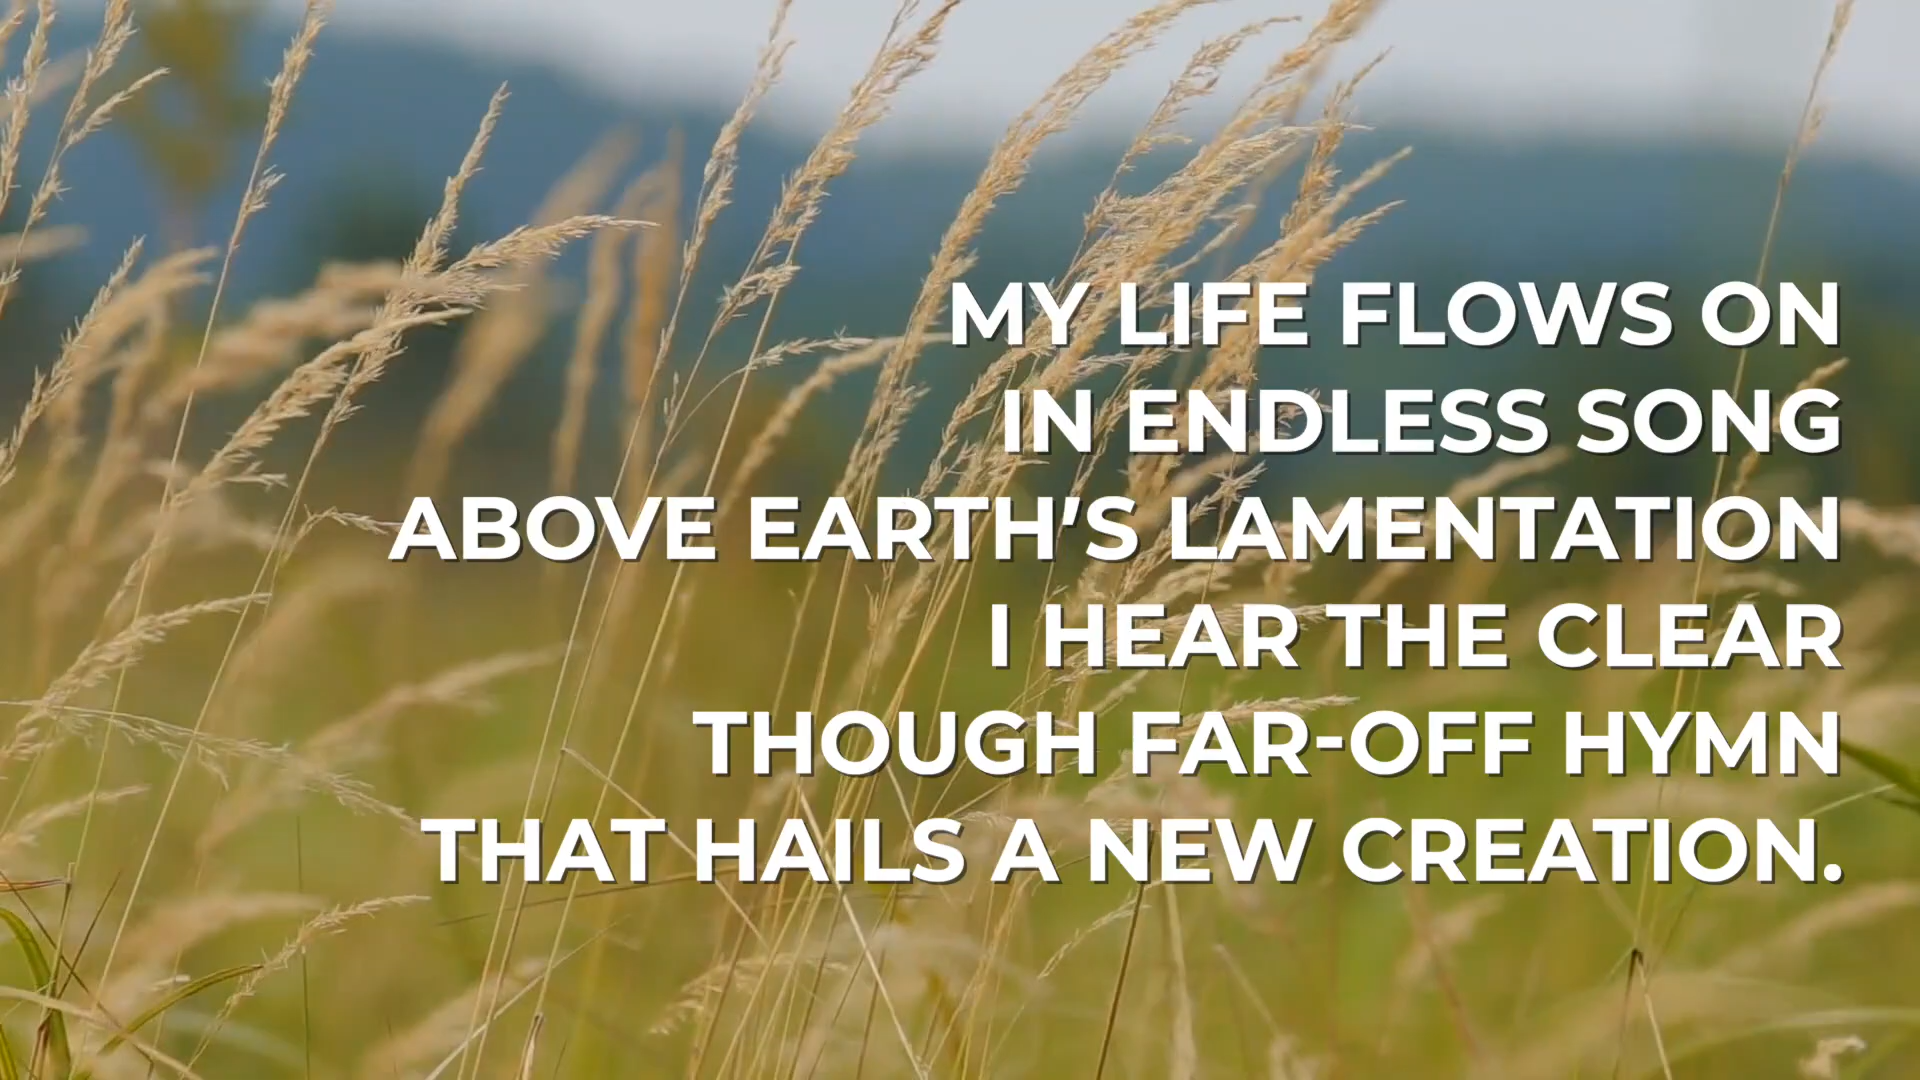 MY LIFE FLOWS ON
IN ENDLESS SONG
ABOVE EARTH'S LAMENTATION
I HEAR THE CLEAR
THOUGH FAR-OFF HYMN
THAT HAILS A NEW CREATION.